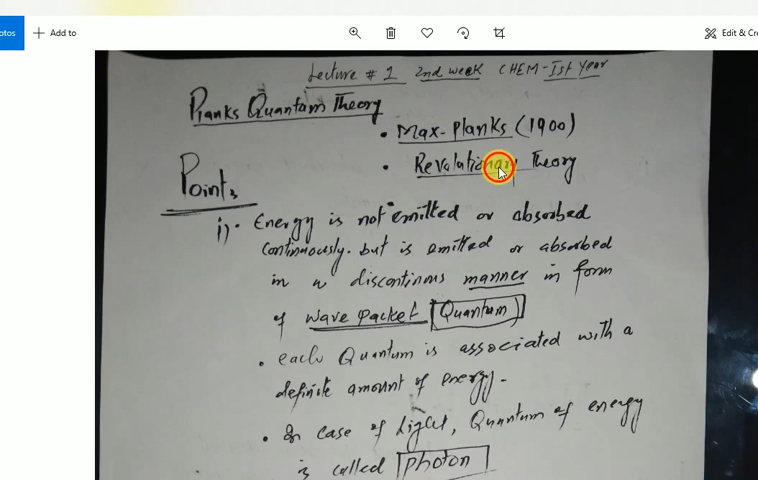 otos
Add to
Edit & Cre
Lecture # 1 2nd week CHEM-Ist Year
Planks Quantum Theory
• Max-Planks (1900)
• Revolutionary Theory
Points
i)• Energy is not emitted or absorbed
continuously. but is emitted or absorbed
in a discontinous manner in form
of wave packet [Quantum]
• each Quantum is associated with a
definite amount of energy.
• In case of light, Quantum of energy
is called photon